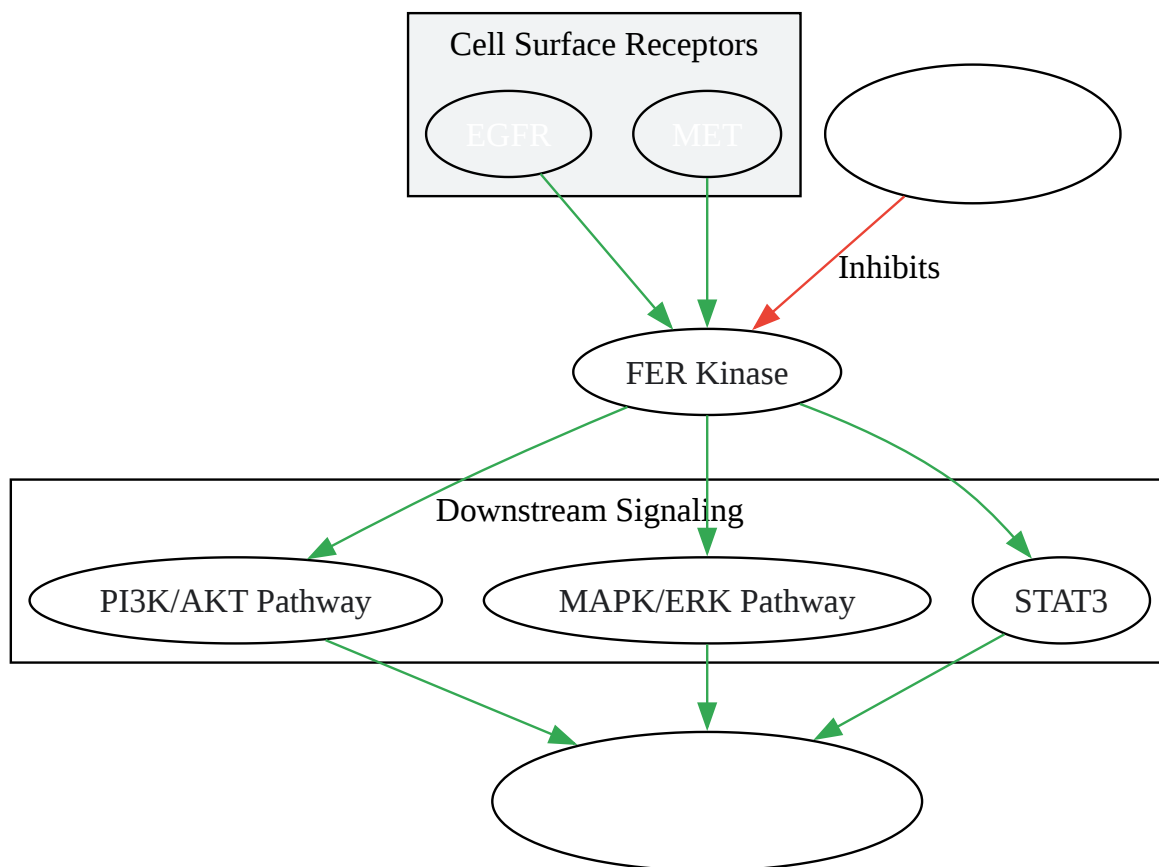 Cell Surface Receptors
EGFR
MET
Inhibits
FER Kinase
Downstream Signaling
PI3K/AKT Pathway
MAPK/ERK Pathway
STAT3